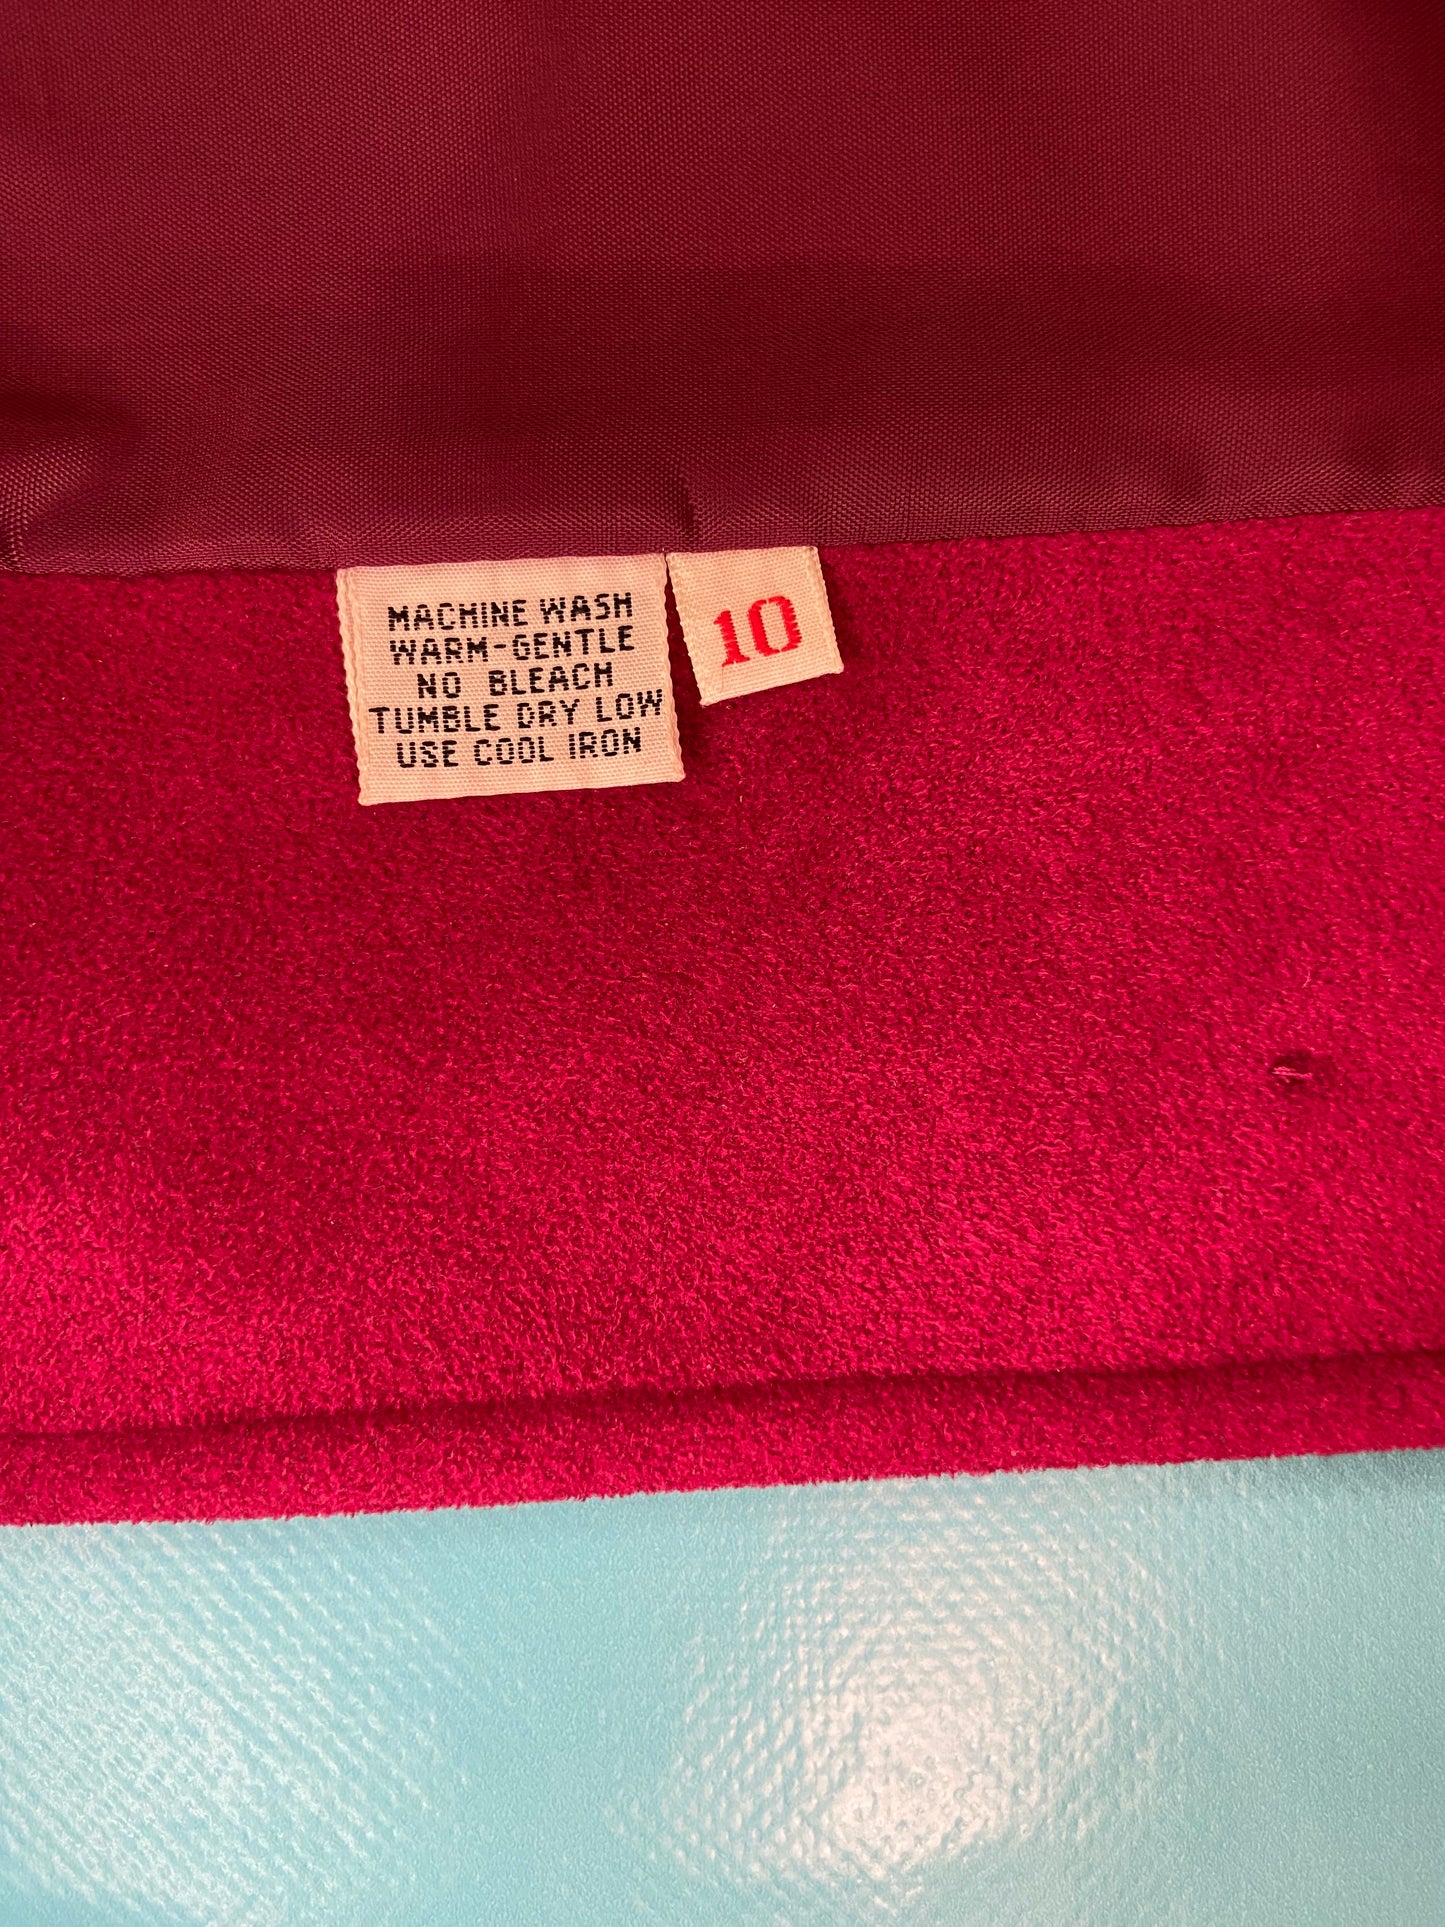 MACHINE WASH
WARM-GENTLE
NO BLEACH
TUMBLE DRY LOW
USE COOL IRON
10